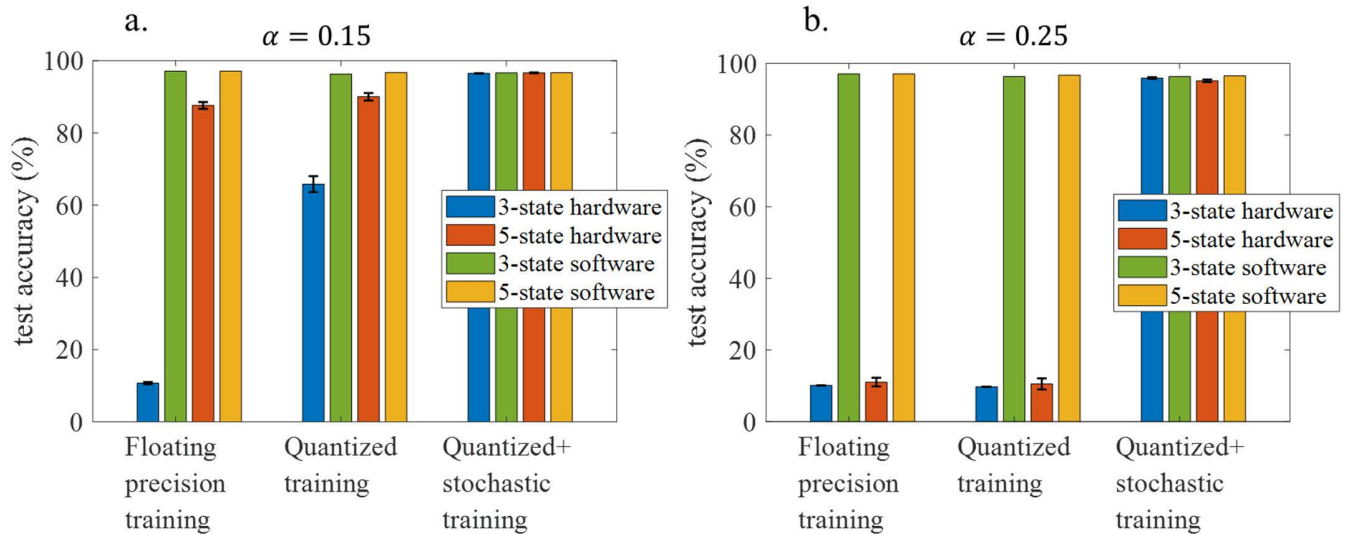 a.
α = 0.15
test accuracy (%)
100
80
60
40
20
0
3-state hardware
5-state hardware
3-state software
5-state software
Floating
precision
training
Quantized
training
Quantized+
stochastic
training
b.
α = 0.25
test accuracy (%)
100
80
60
40
20
0
3-state hardware
5-state hardware
3-state software
5-state software
Floating
precision
training
Quantized
training
Quantized+
stochastic
training